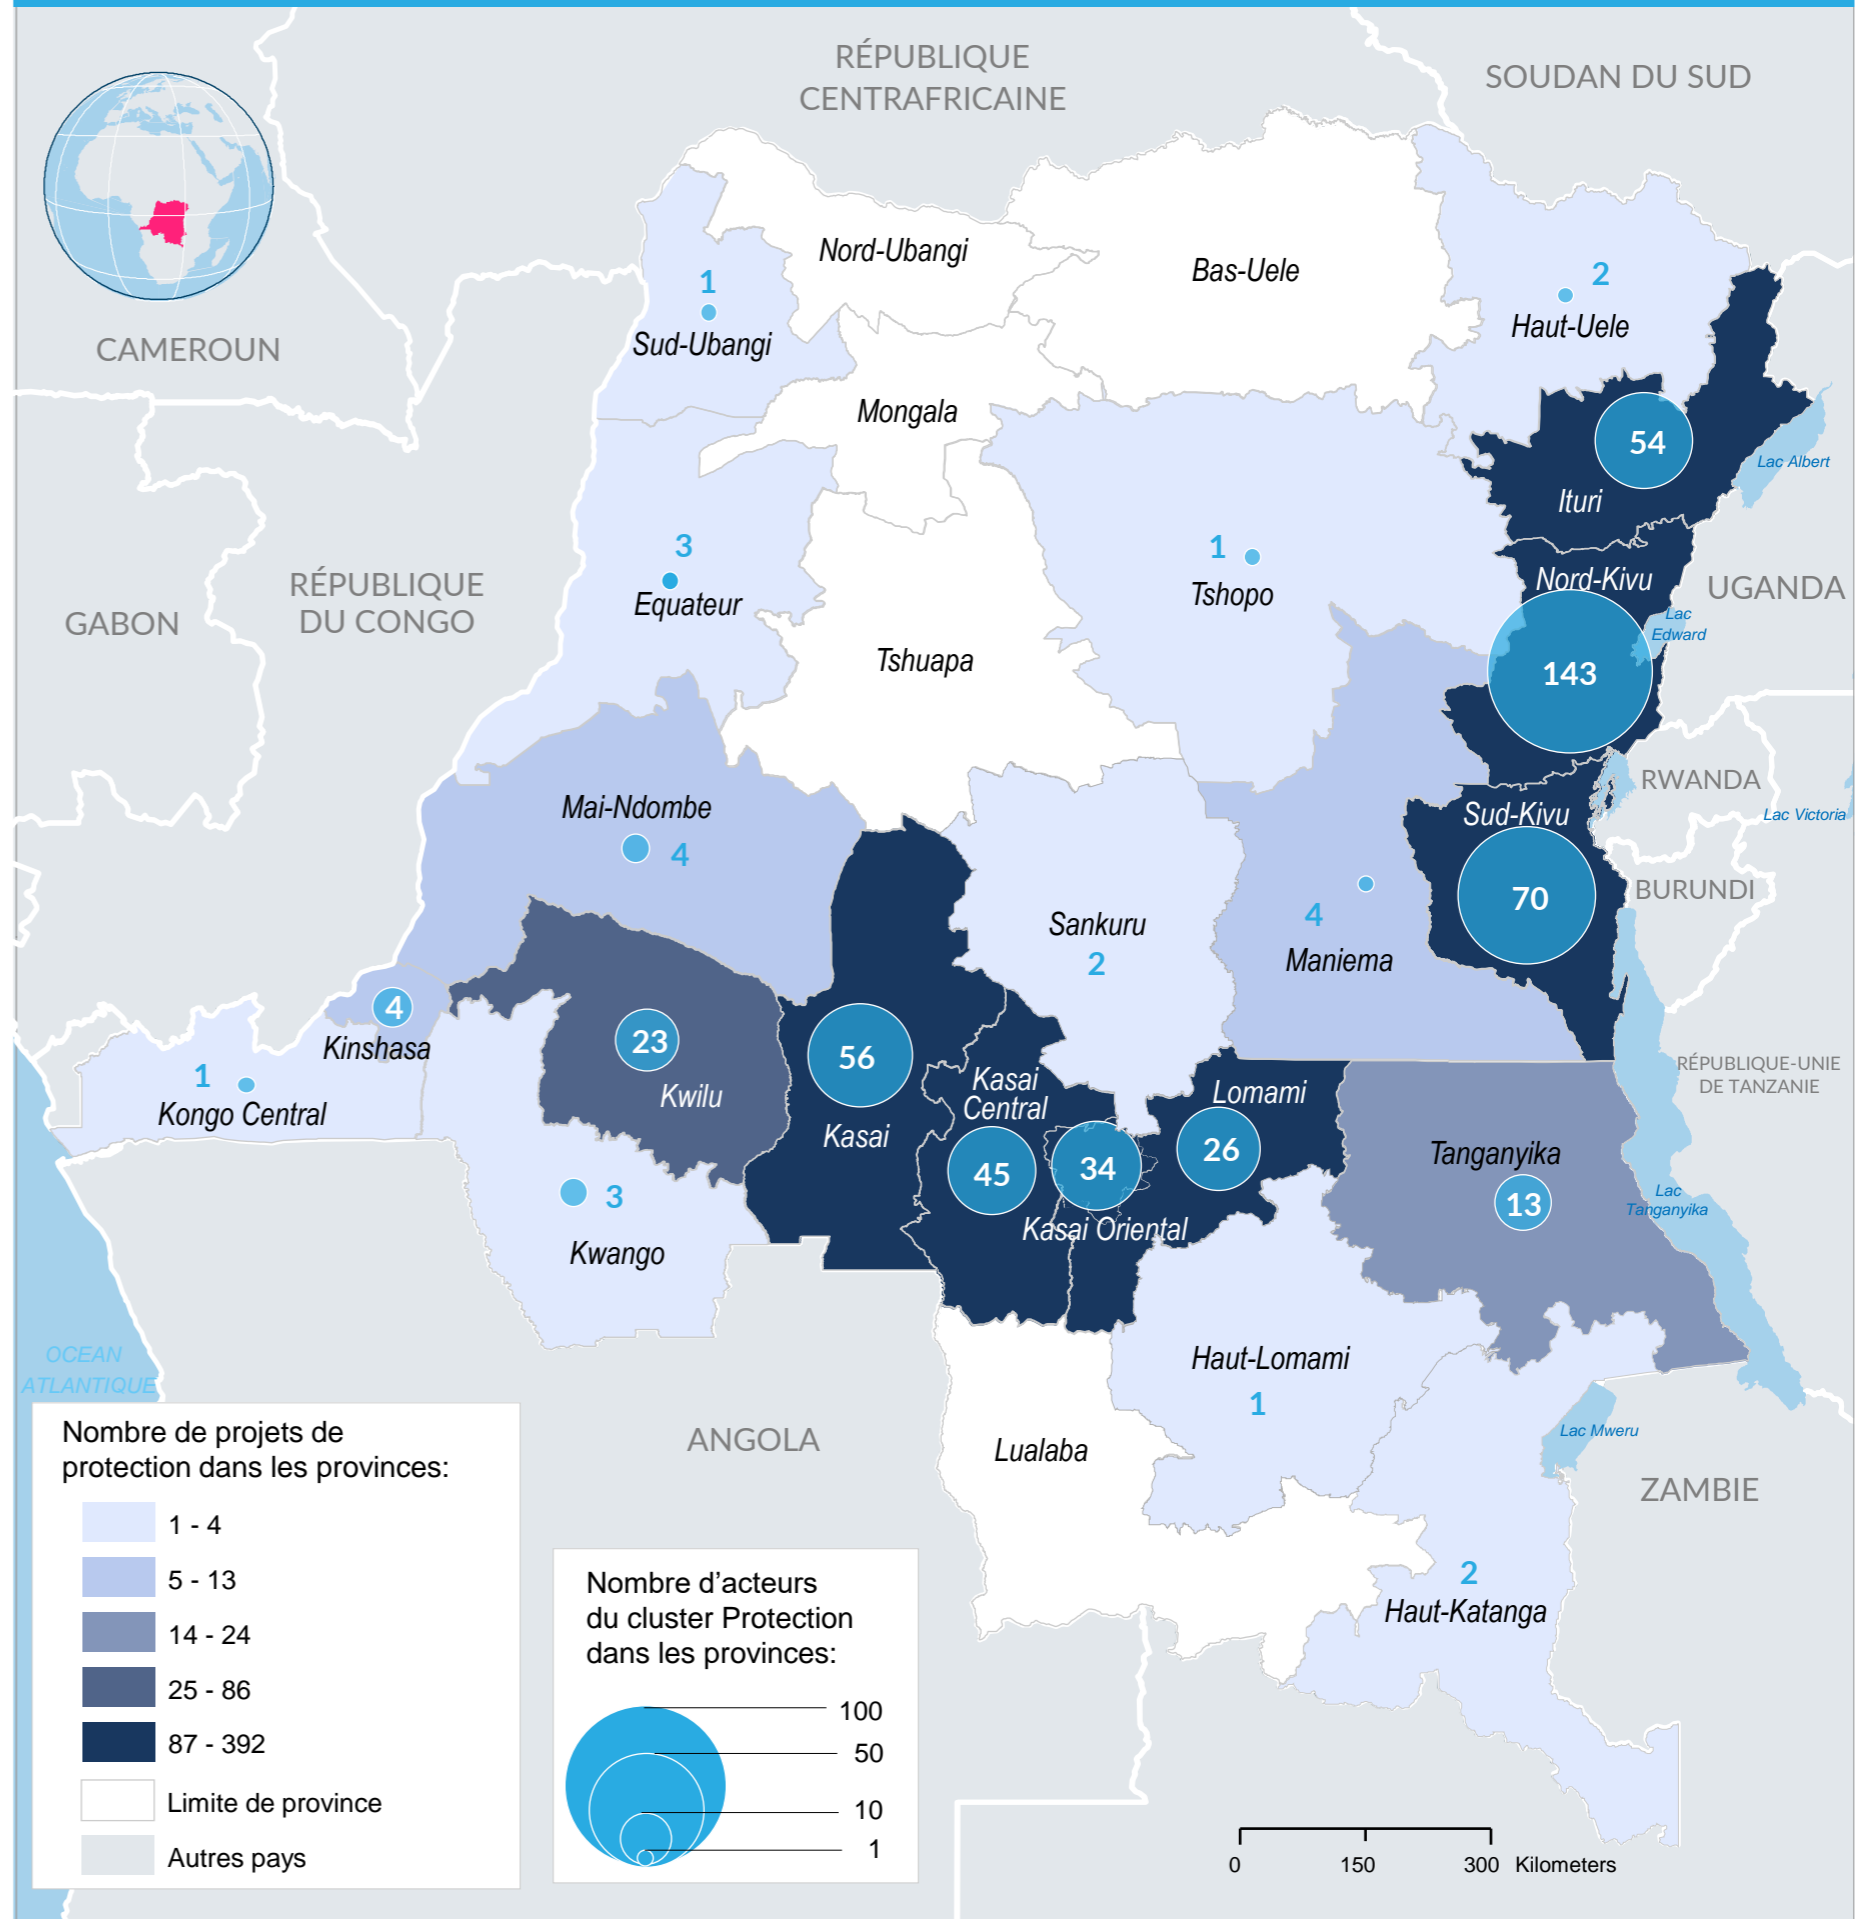 RÉPUBLIQUE
CENTRAFRICAINE
SOUDAN DU SUD
CAMEROUN
Nord-Ubangi
Bas-Uele
1
Sud-Ubangi
2
Haut-Uele
Mongala
54
Ituri
Lac Albert
GABON
RÉPUBLIQUE
DU CONGO
3
Equateur
1
Tshopo
Tshuapa
Nord-Kivu
143
Lac
Edward
UGANDA
RWANDA
Lac Victoria
BURUNDI
Mai-Ndombe
4
Sud-Kivu
70
Sankuru
2
4
Maniema
4
Kinshasa
1
Kongo Central
23
Kwilu
56
Kasai
Kasai
Central
45
34
Kasai Oriental
Lomami
26
Tanganyika
13
Lac
Tanganyika
RÉPUBLIQUE-UNIE
DE TANZANIE
3
Kwango
OCEAN
ATLANTIQUE
ANGOLA
Haut-Lomami
1
Lualaba
Lac Mweru
ZAMBIE
2
Haut-Katanga
Nombre de projets de
protection dans les provinces:
1 - 4
5 - 13
14 - 24
25 - 86
87 - 392
Limite de province
Autres pays
Nombre d’acteurs
du cluster Protection
dans les provinces:
100
50
10
1
0 150 300 Kilometers